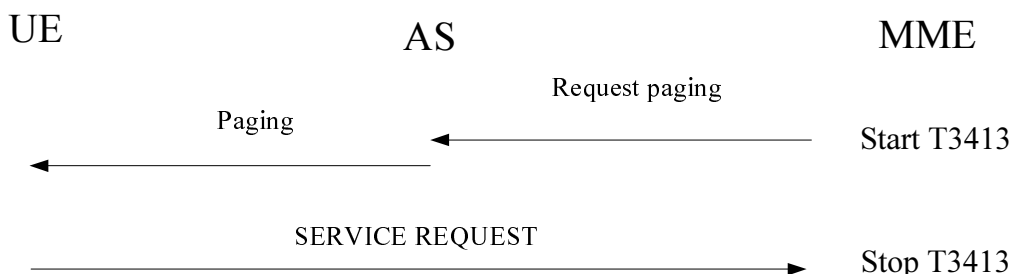 UE
AS
MME
Request paging
Paging
Start T3413
SERVICE REQUEST
Stop T3413